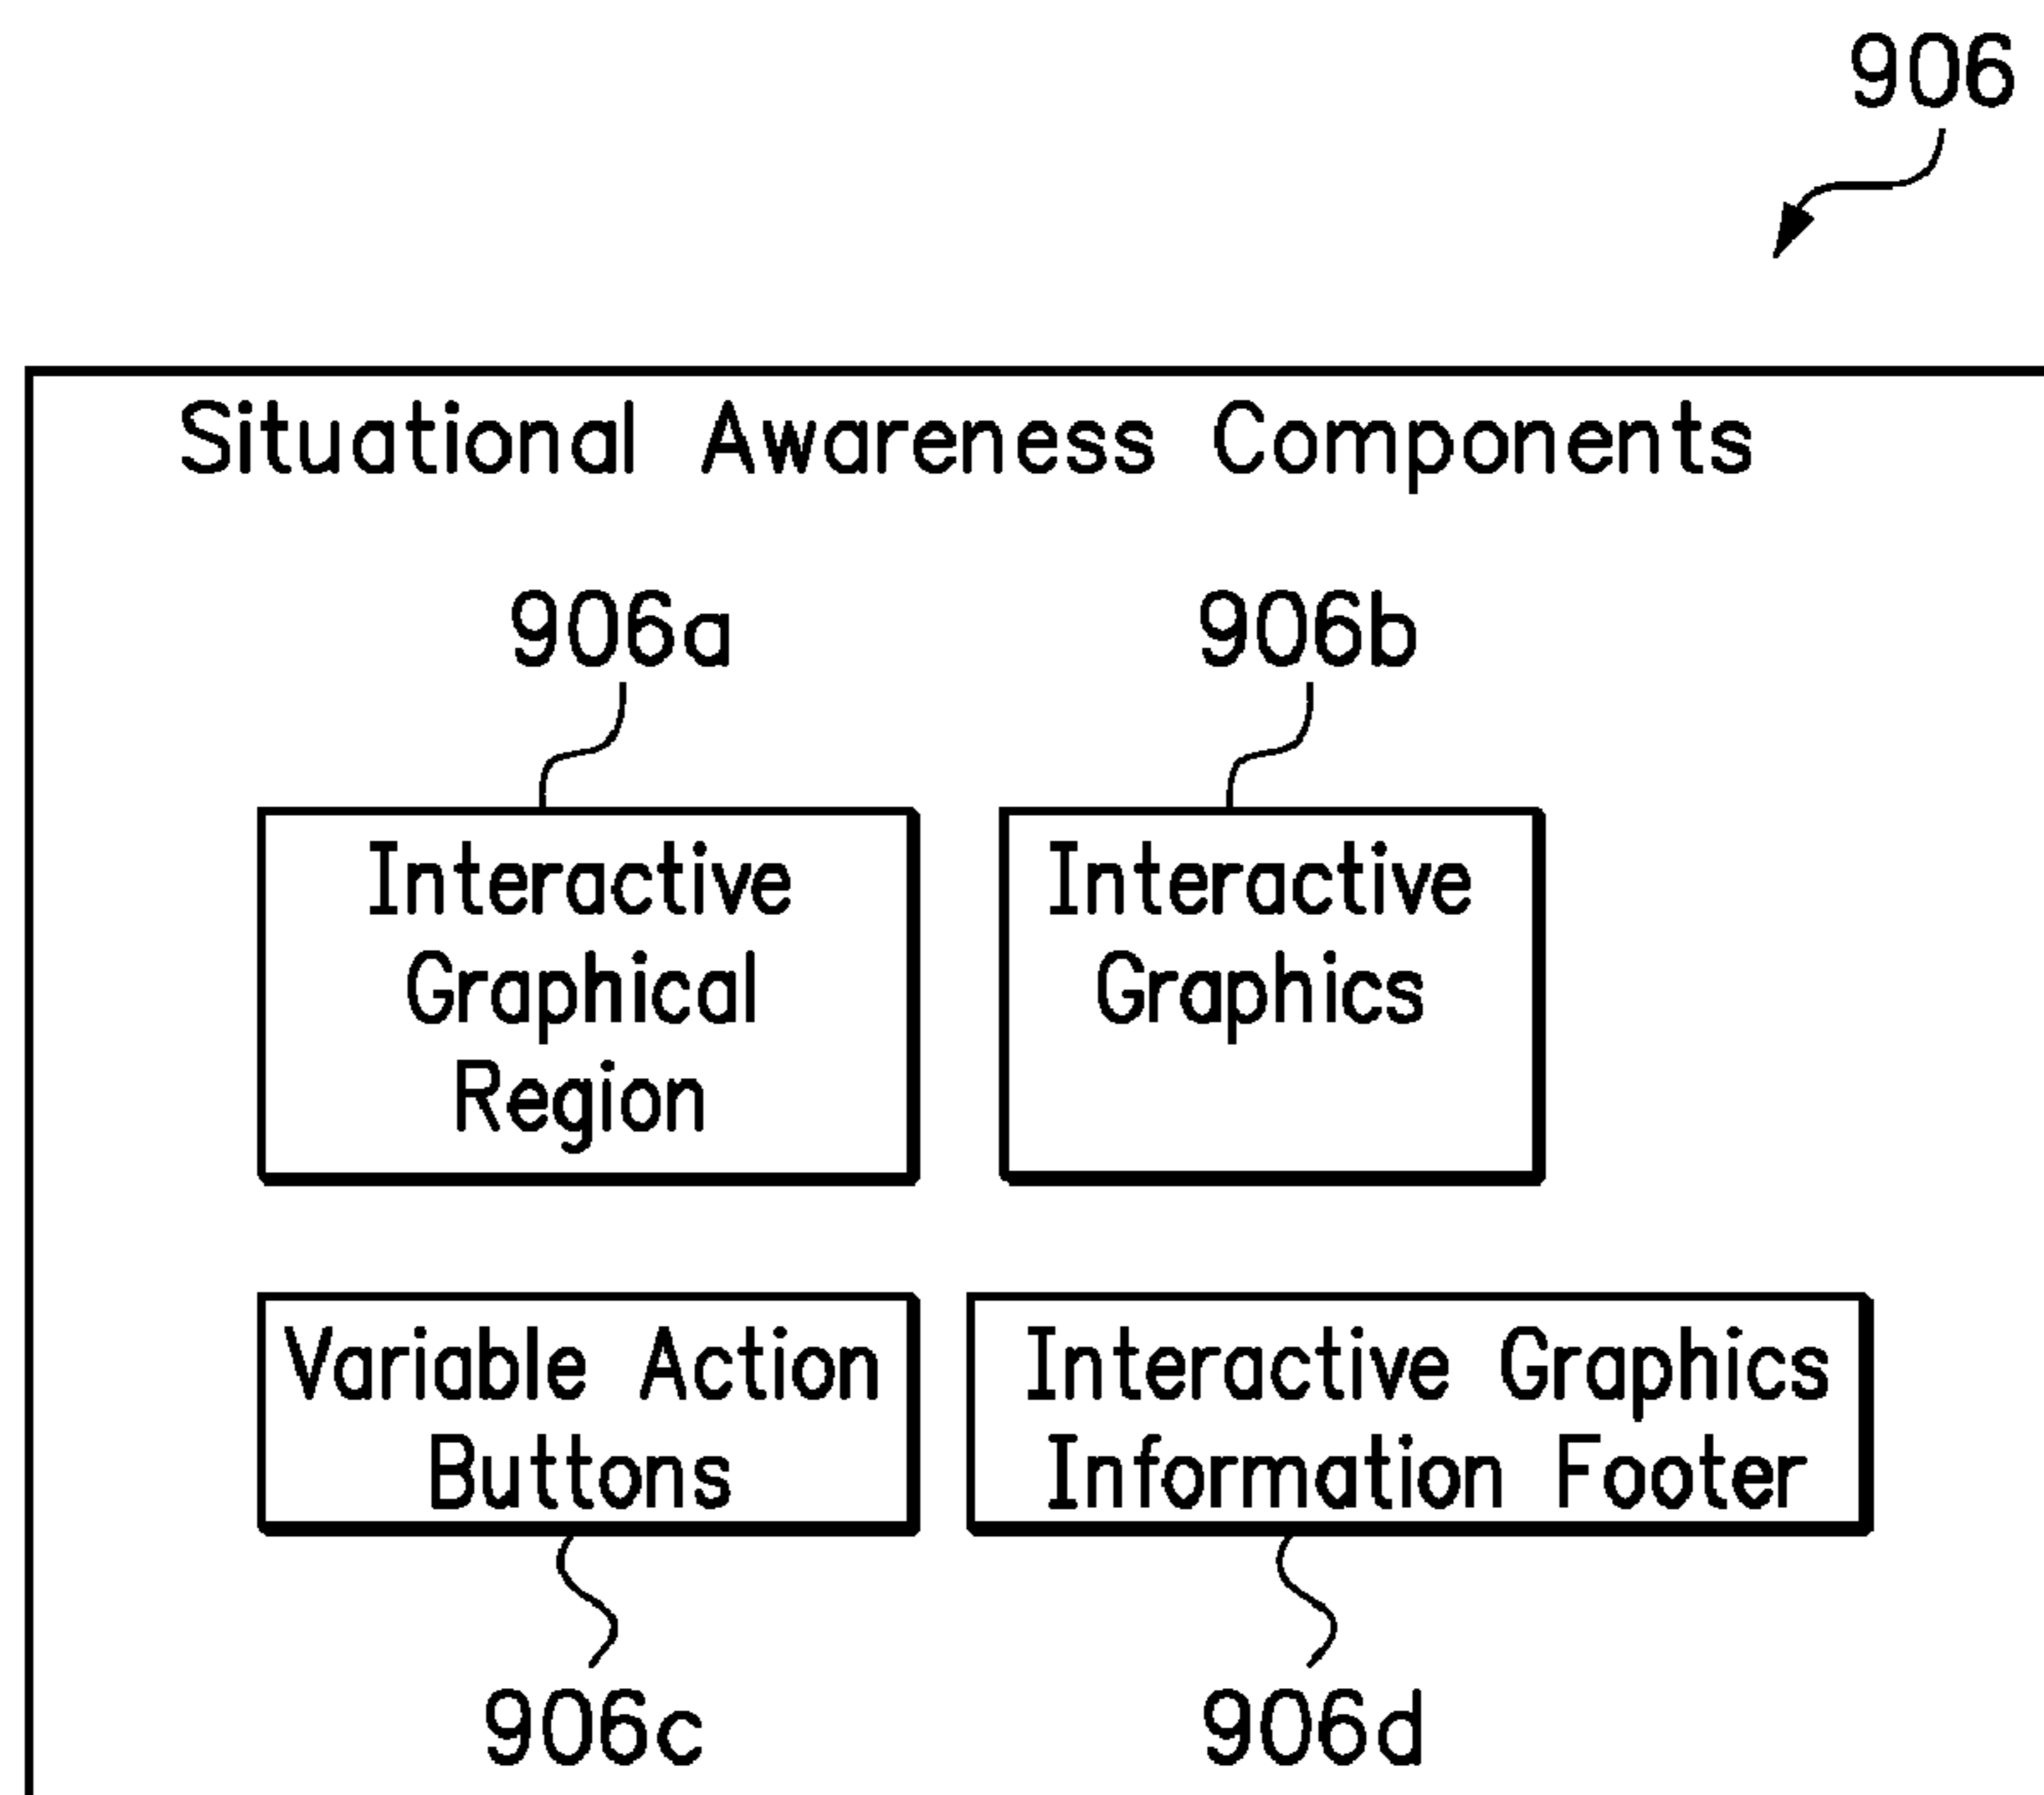 906
Situational Awareness Components
906a
906b
Interactive
Graphical
Region
Interactive
Graphics
Variable Action
Buttons
Interactive Graphics
Information Footer
906c
906d